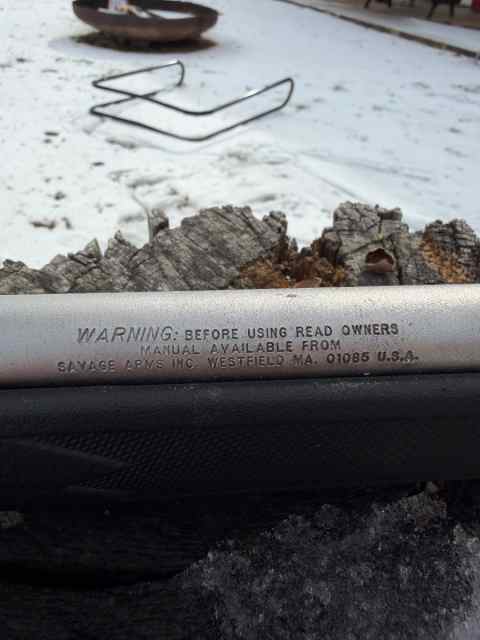 WARNING: BEFORE USING READ OWNERS
MANUAL AVAILABLE FROM
SAVAGE ARMS INC. WESTFIELD MA. 01085 U.S.A.